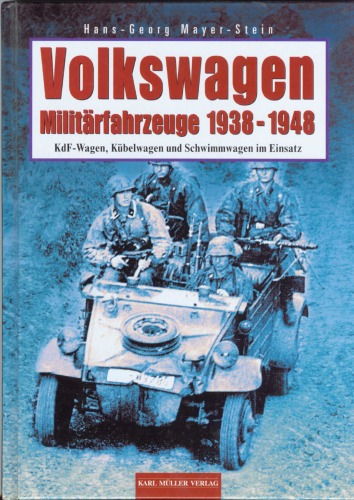 Hans-Georg Mayer-Stein
Volkswagen
Militärfahrzeuge 1938-1948
KdF-Wagen, Kübelwagen und Schwimmwagen im Einsatz
KARL MÜLLER VERLAG